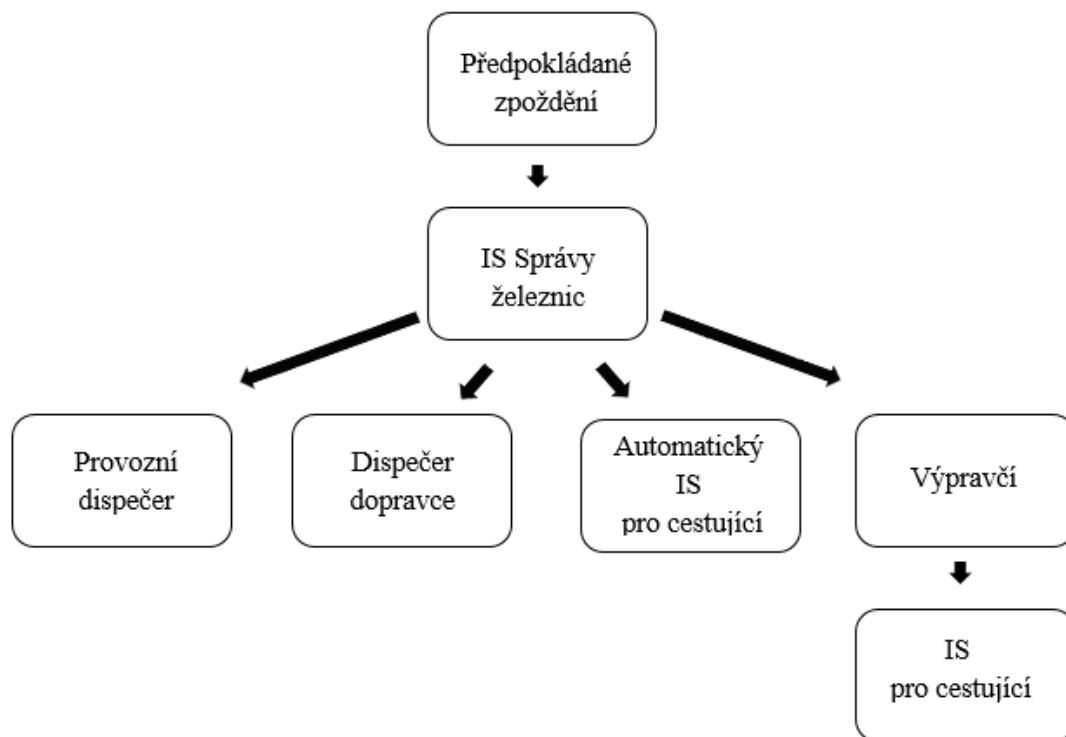 Předpokládané
zpoždění
IS Správy
železnic
Provozní
dispečer
Dispečer
dopravce
Automatický
IS
pro cestující
Výpravčí
IS
pro cestující